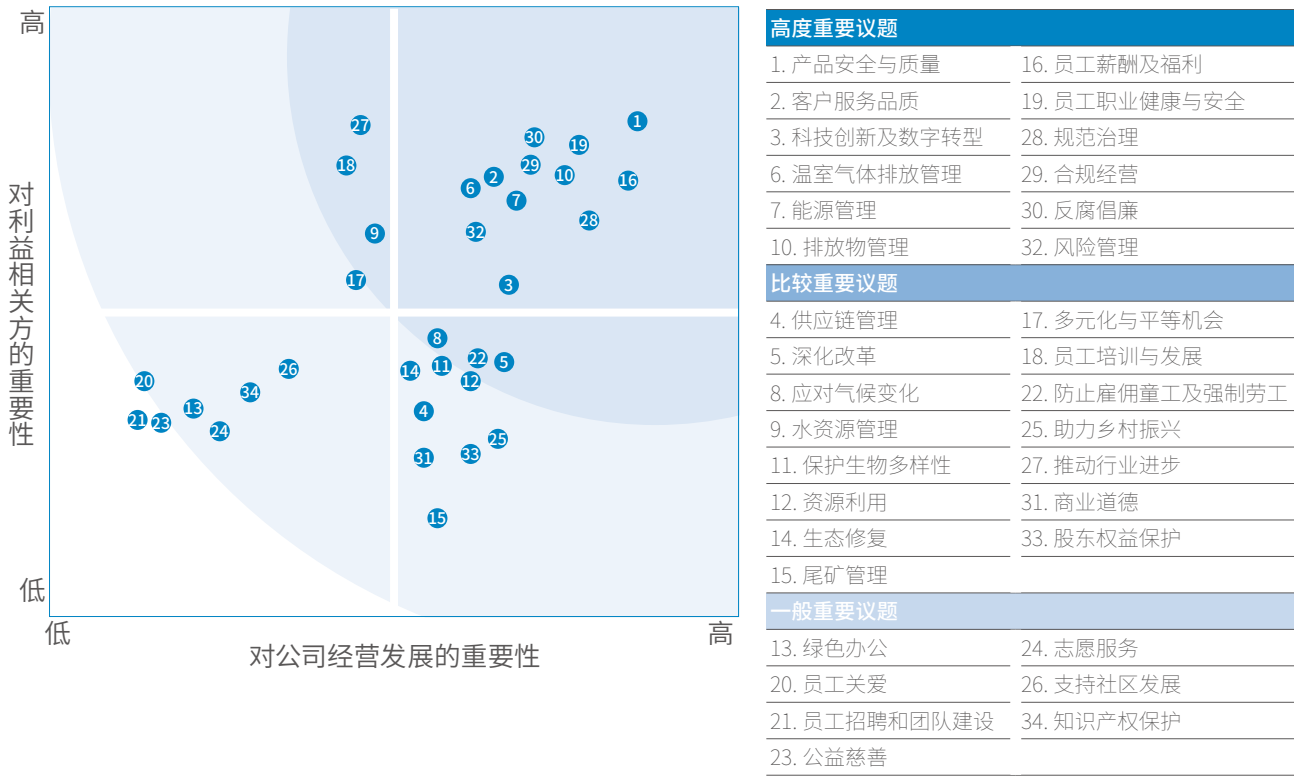 高
27
1
30
19
18
29
2
10
16
6
7
28
32
9
17
3
对利益相关方的重要性
8
22
5
11
14
12
26
20
34
4
13
21
23
24
25
33
31
15
低
低
高
对公司经营发展的重要性
高度重要议题
1. 产品安全与质量
16. 员工薪酬及福利
2. 客户服务品质
19. 员工职业健康与安全
3. 科技创新及数字转型
28. 规范治理
6. 温室气体排放管理
29. 合规经营
7. 能源管理
30. 反腐倡廉
10. 排放物管理
32. 风险管理
比较重要议题
4. 供应链管理
17. 多元化与平等机会
5. 深化改革
18. 员工培训与发展
8. 应对气候变化
22. 防止雇佣童工及强制劳工
9. 水资源管理
25. 助力乡村振兴
11. 保护生物多样性
27. 推动行业进步
12. 资源利用
31. 商业道德
14. 生态修复
33. 股东权益保护
15. 尾矿管理
一般重要议题
13. 绿色办公
24. 志愿服务
20. 员工关爱
26. 支持社区发展
21. 员工招聘和团队建设
34. 知识产权保护
23. 公益慈善